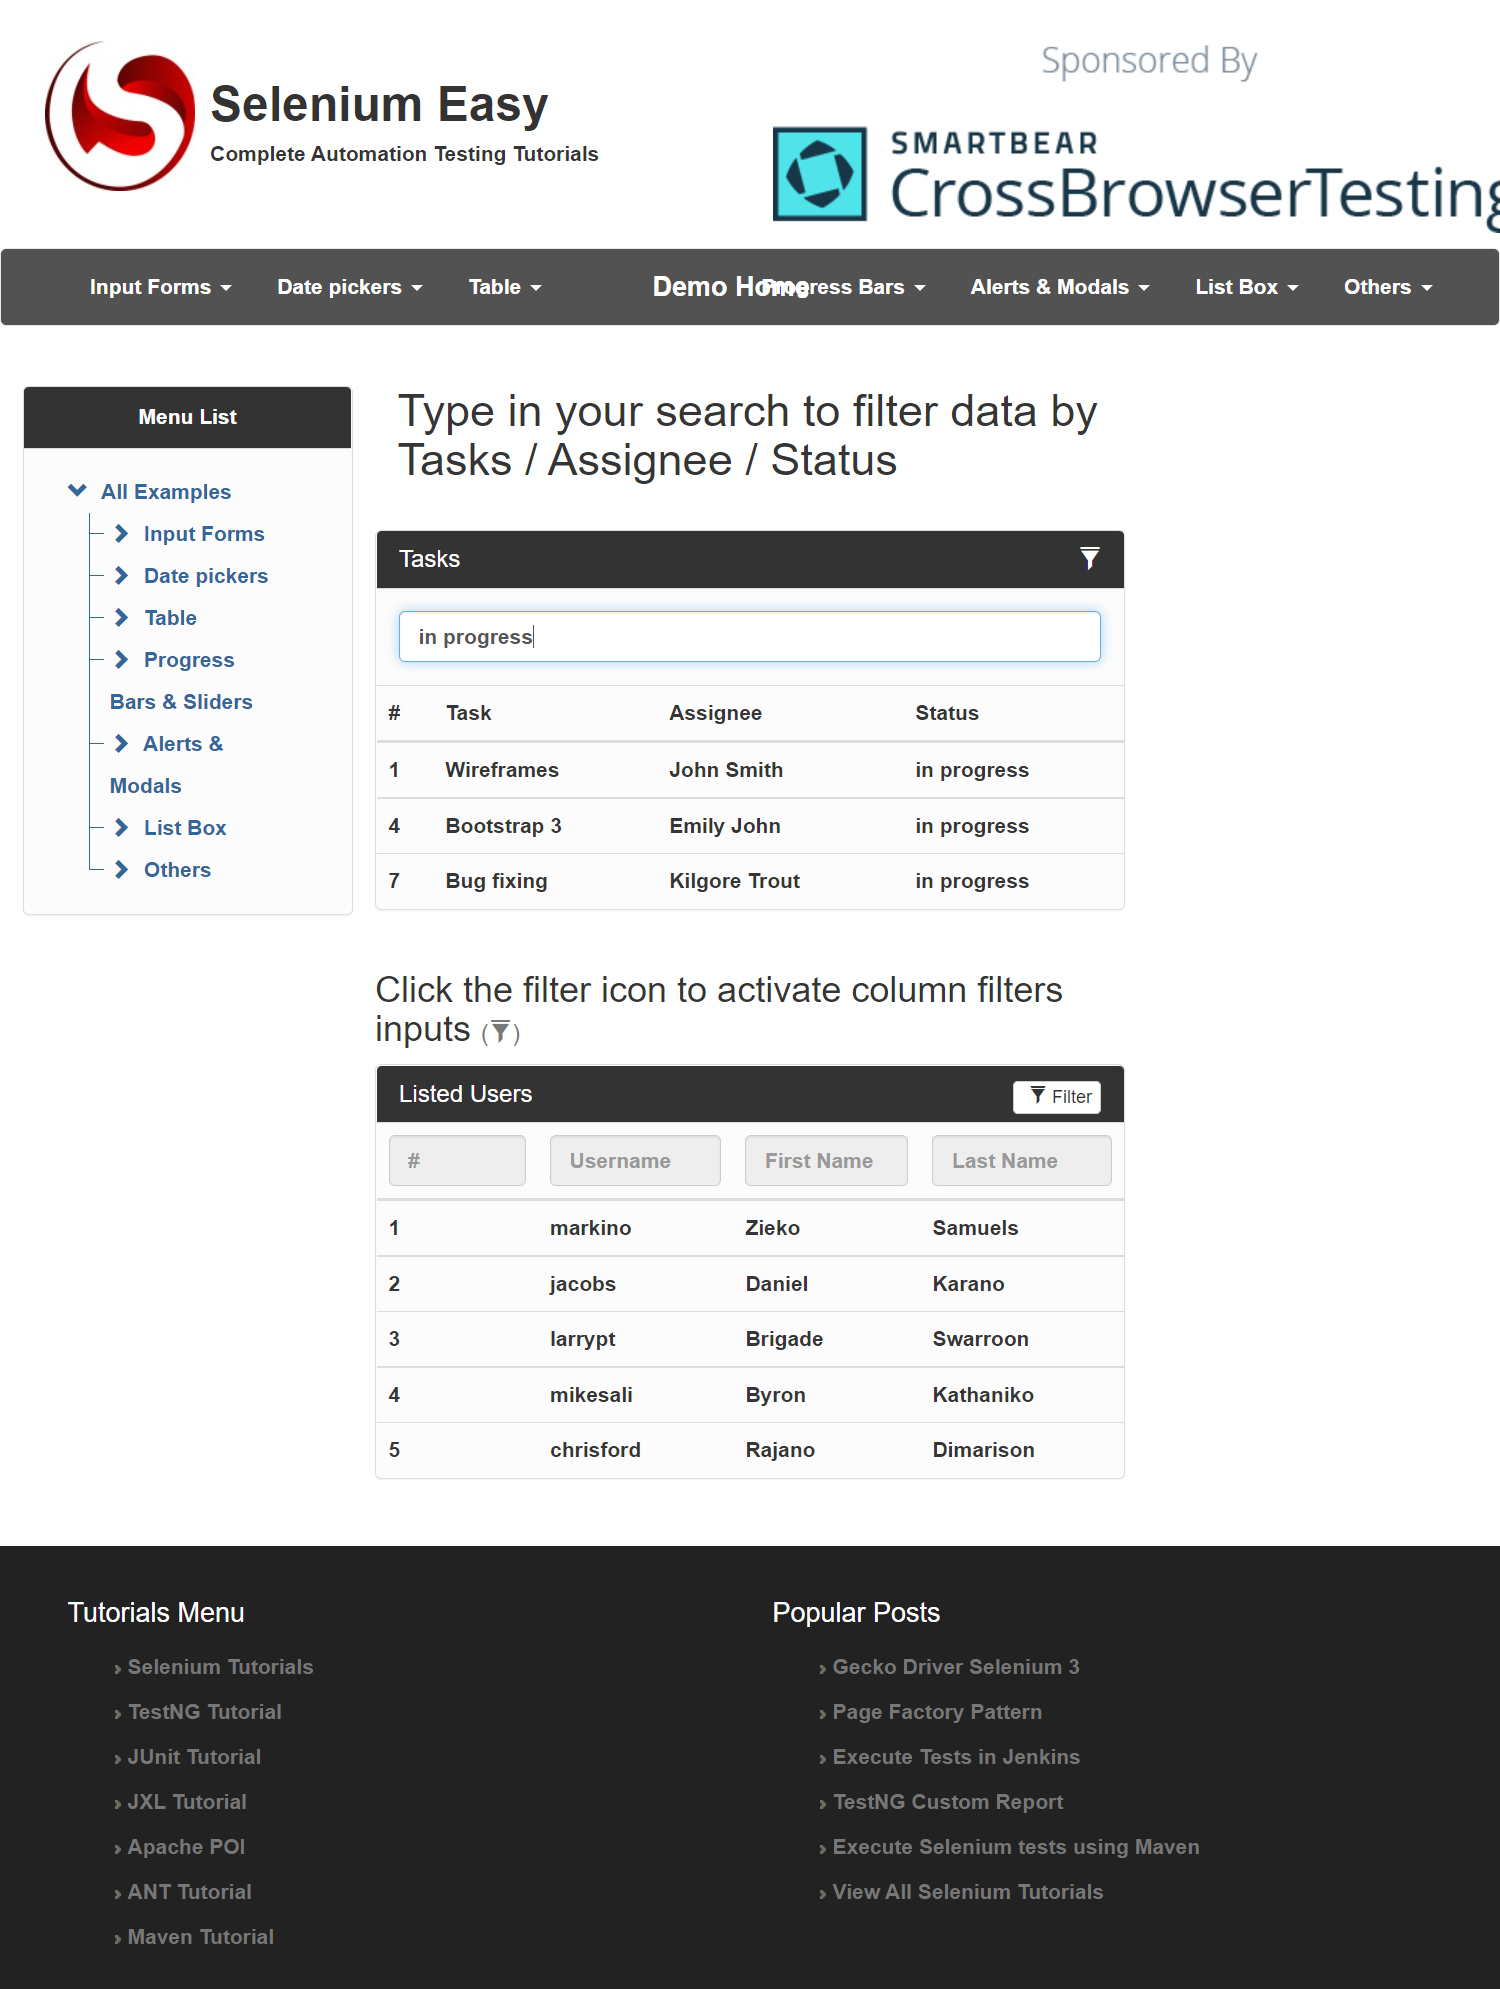 Sponsored By
Selenium Easy
Complete Automation Testing Tutorials
SMARTBEAR
CrossBrowserTesting
Input Forms Date pickers Table Demo Home Progress Bars Alerts & Modals List Box Others
Menu List
All Examples
Input Forms
Date pickers
Table
Progress
Bars & Sliders
Alerts &
Modals
List Box
Others
Type in your search to filter data by
Tasks / Assignee / Status
Tasks
in progress
# Task Assignee Status
1 Wireframes John Smith in progress
4 Bootstrap 3 Emily John in progress
7 Bug fixing Kilgore Trout in progress
Click the filter icon to activate column filters
inputs ( )
Listed Users Filter
# Username First Name Last Name
1 markino Zieko Samuels
2 jacobs Daniel Karano
3 larrypt Brigade Swarroon
4 mikesali Byron Kathaniko
5 chrisford Rajano Dimarison
Tutorials Menu
› Selenium Tutorials
› TestNG Tutorial
› JUnit Tutorial
› JXL Tutorial
› Apache POI
› ANT Tutorial
› Maven Tutorial
Popular Posts
› Gecko Driver Selenium 3
› Page Factory Pattern
› Execute Tests in Jenkins
› TestNG Custom Report
› Execute Selenium tests using Maven
› View All Selenium Tutorials